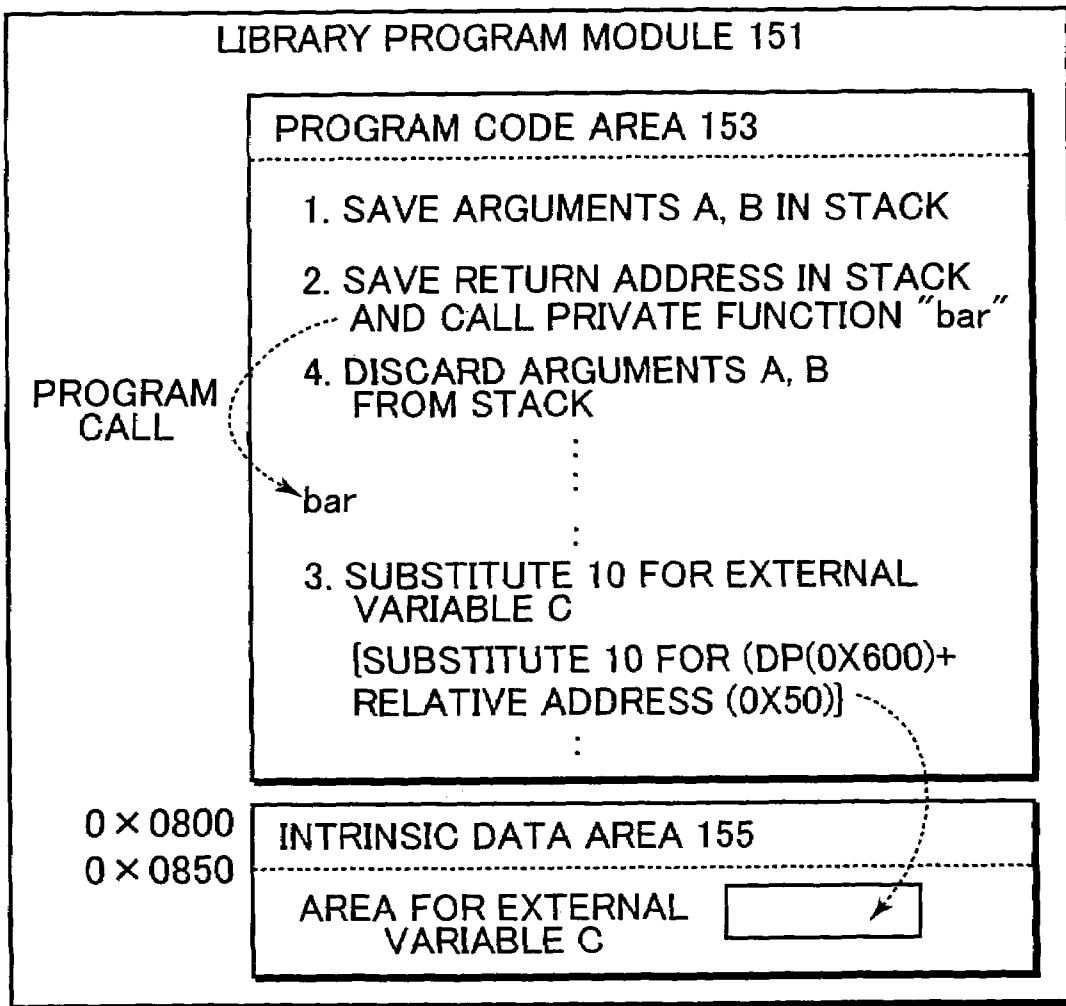 LIBRARY PROGRAM MODULE 151
PROGRAM CODE AREA 153
1. SAVE ARGUMENTS A, B IN STACK
2. SAVE RETURN ADDRESS IN STACK
AND CALL PRIVATE FUNCTION "bar"
4. DISCARD ARGUMENTS A, B
FROM STACK
PROGRAM
CALL
bar
3. SUBSTITUTE 10 FOR EXTERNAL
VARIABLE C
[SUBSTITUTE 10 FOR (DP(0X600)+
RELATIVE ADDRESS (0X50)}
0×0800
INTRINSIC DATA AREA 155
0×0850
AREA FOR EXTERNAL
VARIABLE C